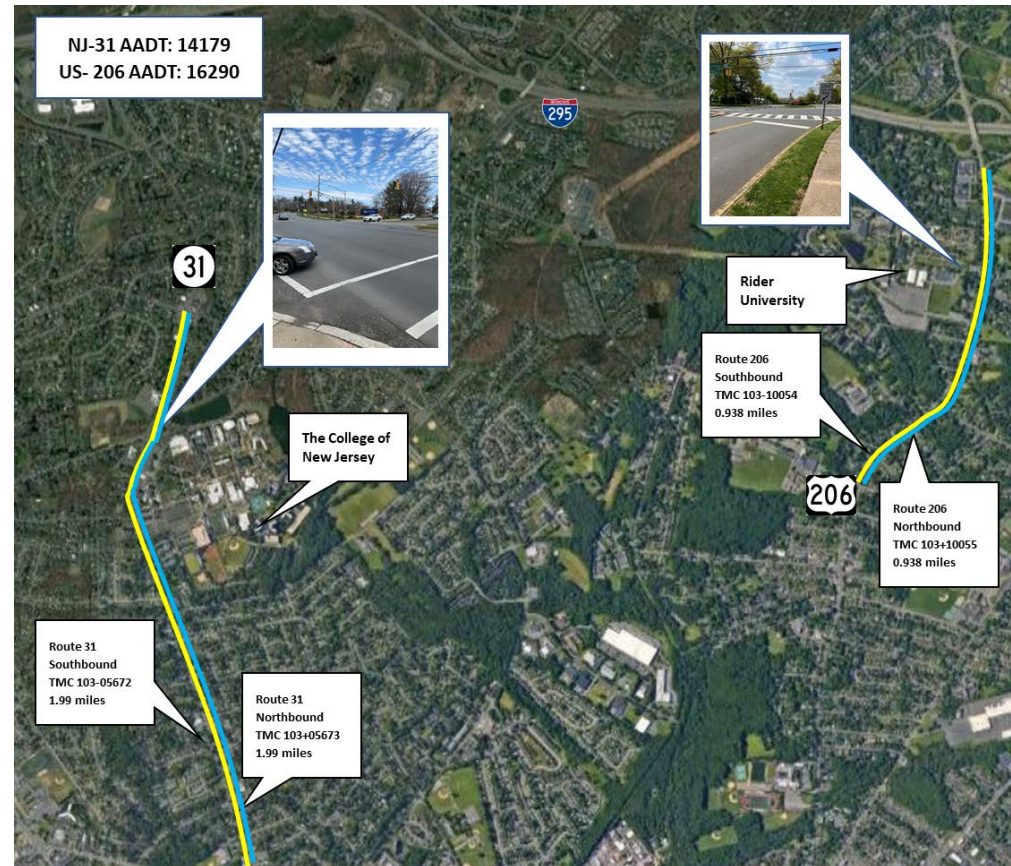 NJ-31 AADT: 14179
US- 206 AADT: 16290
INTERSTATE
295
31
Rider
University
Route 206
Southbound
TMC 103-10054
0.938 miles
The College of
New Jersey
206
Route 206
Northbound
TMC 103+10055
0.938 miles
Route 31
Southbound
TMC 103-05672
1.99 miles
Route 31
Northbound
TMC 103+05673
1.99 miles